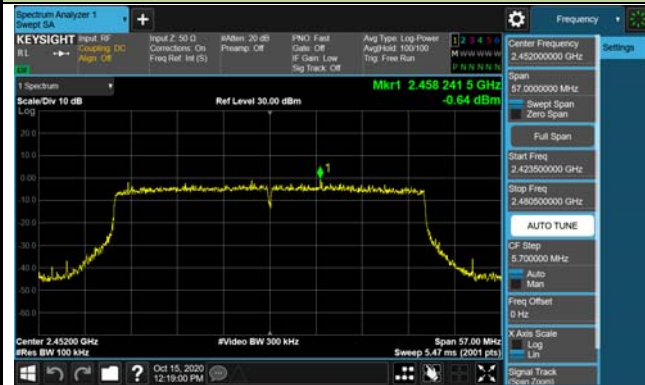 Spectrum Analyzer 1
Swept SA
Frequency
KEYSIGHT
Input: RF
Coupling: DC
Align: Off
Input Z: 50 Ω
Corrections: On
Freq Ref: Int (S)
#Atten: 20 dB
Preamp: Off
PNO: Fast
Gate: Off
IF Gain: Low
Sig Track: Off
Avg Type: Log-Power
Avg|Hold: 100/100
Trig: Free Run
1 2 3 4 5 6
M W W W W W
P N N N N N
RL
LW
1 Spectrum
Scale/Div 10 dB
Ref Level 30.00 dBm
Mkr1 2.458 241 5 GHz
-0.64 dBm
Log
20.0
10.0
0.00
-10.0
-20.0
-30.0
-40.0
-50.0
-60.0
1
Center 2.45200 GHz
#Res BW 100 kHz
#Video BW 300 kHz
Span 57.00 MHz
Sweep 5.47 ms (2001 pts)
Oct 15, 2020
12:19:00 PM
Center Frequency
2.452000000 GHz
Settings
Span
57.0000000 MHz
Swept Span
Zero Span
Full Span
Start Freq
2.423500000 GHz
Stop Freq
2.480500000 GHz
AUTO TUNE
CF Step
5.700000 MHz
Auto
Man
Freq Offset
0 Hz
X Axis Scale
Log
Lin
Signal Track
(Span Zoom)